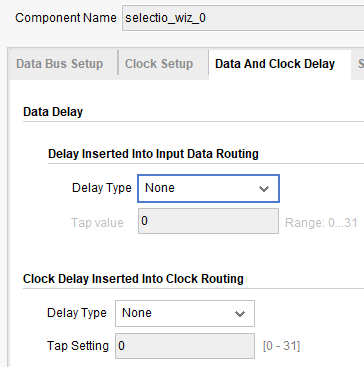 Component Name selectio_wiz_0
Data Bus Setup Clock Setup Data And Clock Delay S
Data Delay
Delay Inserted Into Input Data Routing
Delay Type None
Tap value 0 Range: 0...31
Clock Delay Inserted Into Clock Routing
Delay Type None
Tap Setting 0 [0 - 31]